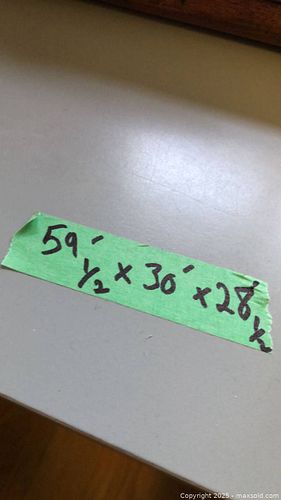 59' 1/2 x 30' x 28' 1/2
Copyright 2025 - maxsold.com